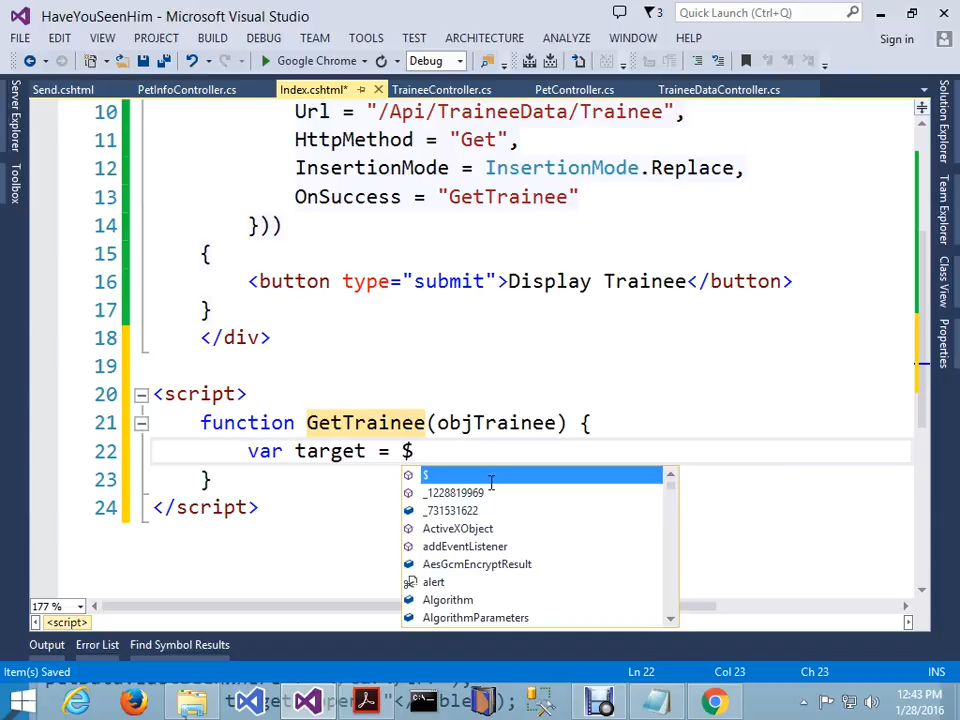 HaveYouSeenHim - Microsoft Visual Studio
3
Quick Launch (Ctrl+Q)
FILE EDIT VIEW PROJECT BUILD DEBUG TEAM TOOLS TEST ARCHITECTURE ANALYZE WINDOW HELP
Sign in
Google Chrome
Debug
Send.cshtml PetInfoController.cs Index.cshtml* TraineeController.cs PetController.cs TraineeDataController.cs
Server Explorer
Toolbox
10 Url = "/Api/TraineeData/Trainee",
11 HttpMethod = "Get",
12 InsertionMode = InsertionMode.Replace,
13 OnSuccess = "GetTrainee"
14 }))
15 {
16 <button type="submit">Display Trainee</button>
17 }
18 </div>
19
20 <script>
21 function GetTrainee(objTrainee) {
22 var target = $
23 }
24 </script>
$
_1228819969
_731531622
ActiveXObject
addEventListener
AesGcmEncryptResult
alert
Algorithm
AlgorithmParameters
Solution Explorer
Team Explorer
Class View
Properties
177 %
<script>
Output Error List Find Symbol Results
Item(s) Saved
Ln 22 Col 23 Ch 23 INS
12:43 PM
1/28/2016